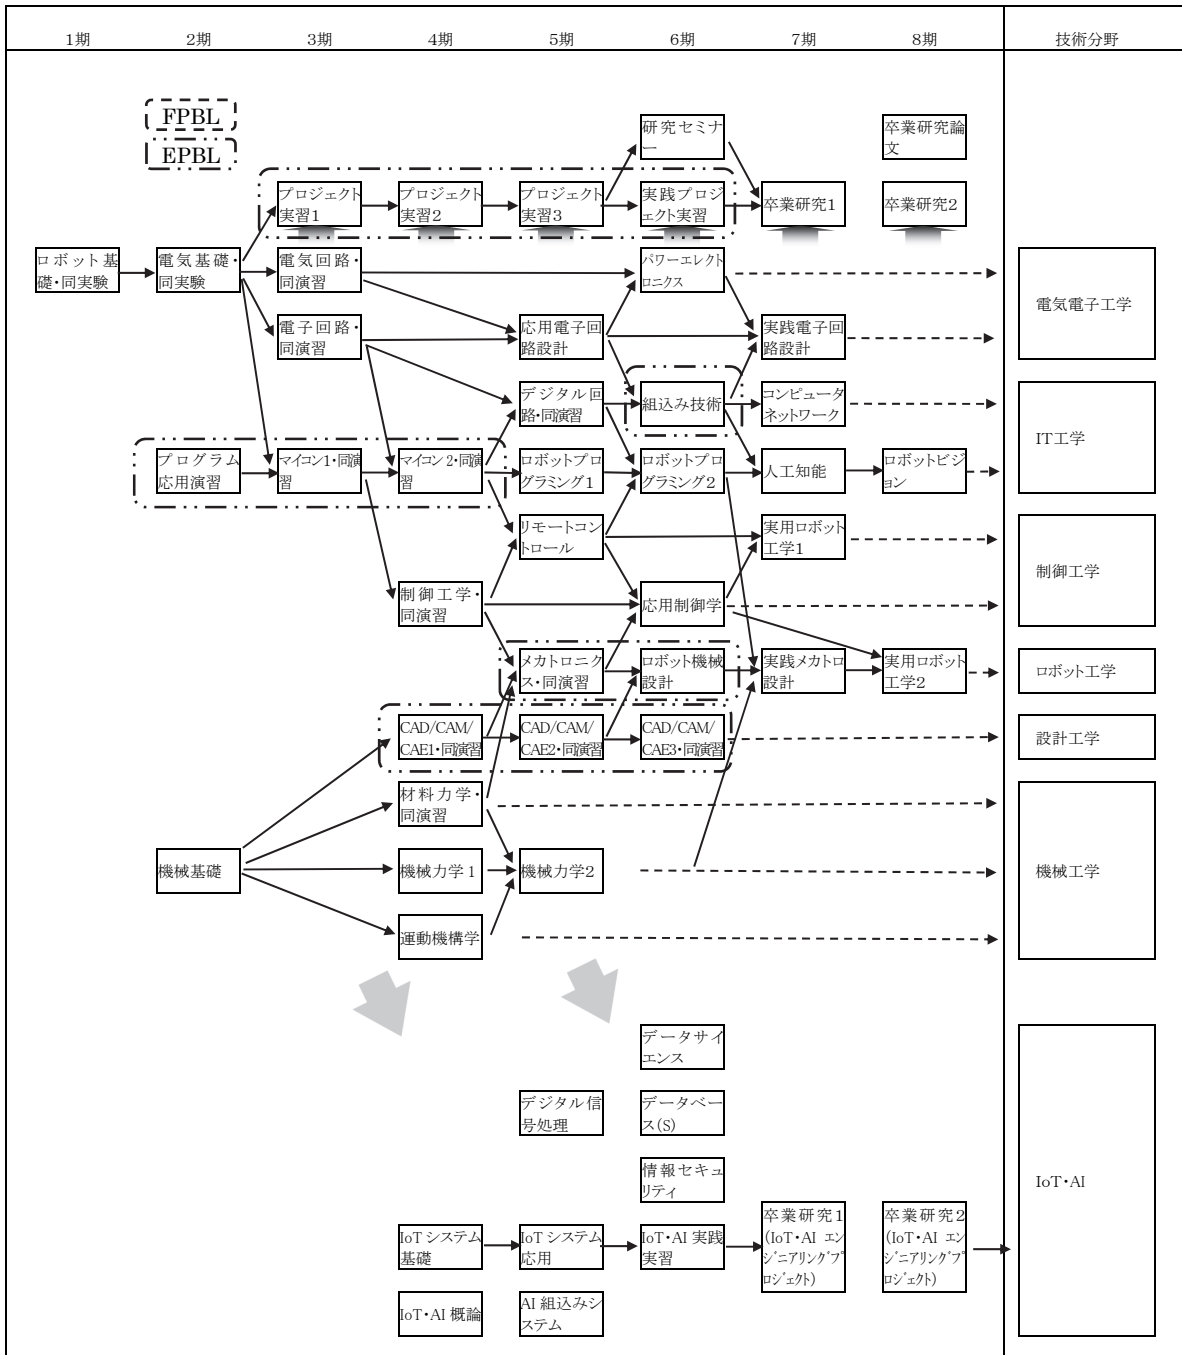 1期 2期 3期 4期 5期 6期 7期 8期 技術分野
FPBL
EPBL
研究セミナ
ー
卒業研究論
文
プロジェクト
実習1
プロジェクト
実習2
プロジェクト
実習3
実践プロジ
ェクト実習
卒業研究1
卒業研究2
ロボット基
礎・同実験
電気基礎・
同実験
電気回路・
同演習
パワーエレクト
ロニクス
電気電子工学
電子回路・
同演習
応用電子回
路設計
実践電子回
路設計
デジタル回
路・同演習
組込み技術
コンピュータ
ネットワーク
IT工学
プログラム
応用演習
マイコン1・同演
習
マイコン2・同演
習
ロボットプロ
グラミング1
ロボットプロ
グラミング2
人工知能
ロボットビジ
ョン
リモートコン
トロール
実用ロボット
工学1
制御工学
制御工学・
同演習
応用制御学
メカトロニク
ス・同演習
ロボット機械
設計
実践メカトロ
設計
実用ロボット
工学2
ロボット工学
CAD/CAM/
CAE1・同演習
CAD/CAM/
CAE2・同演習
CAD/CAM/
CAE3・同演習
設計工学
材料力学・
同演習
機械基礎
機械力学1
機械力学2
機械工学
運動機構学
データサイ
エンス
デジタル信
号処理
データベー
ス(S)
情報セキュ
リティ
IoT・AI
IoTシステム
基礎
IoTシステム
応用
IoT・AI実践
実習
卒業研究1
(IoT・AI エン
ジニアリングプ
ロジェクト)
卒業研究2
(IoT・AI エン
ジニアリングプ
ロジェクト)
IoT・AI 概論
AI組込みシ
ステム